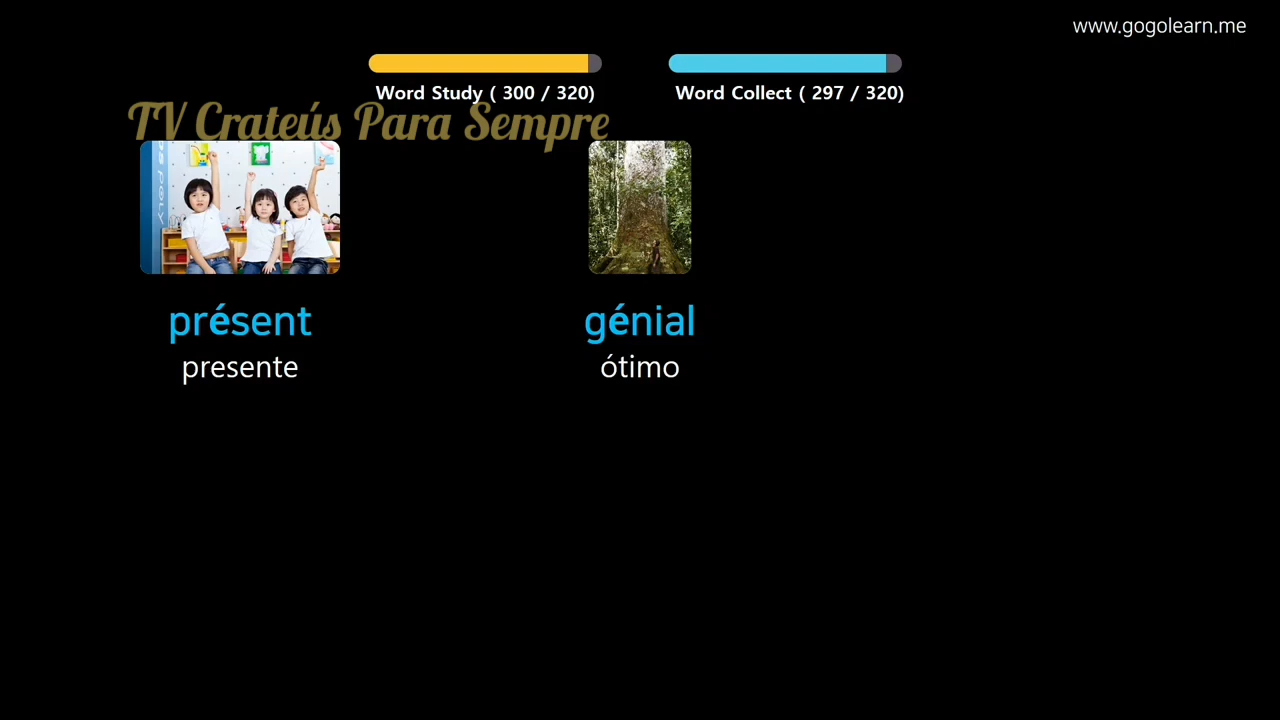 www.gogolearn.me
Word Study ( 300 / 320)
Word Collect ( 297 / 320)
TV Crateús Para Sempre
présent
presente
génial
ótimo